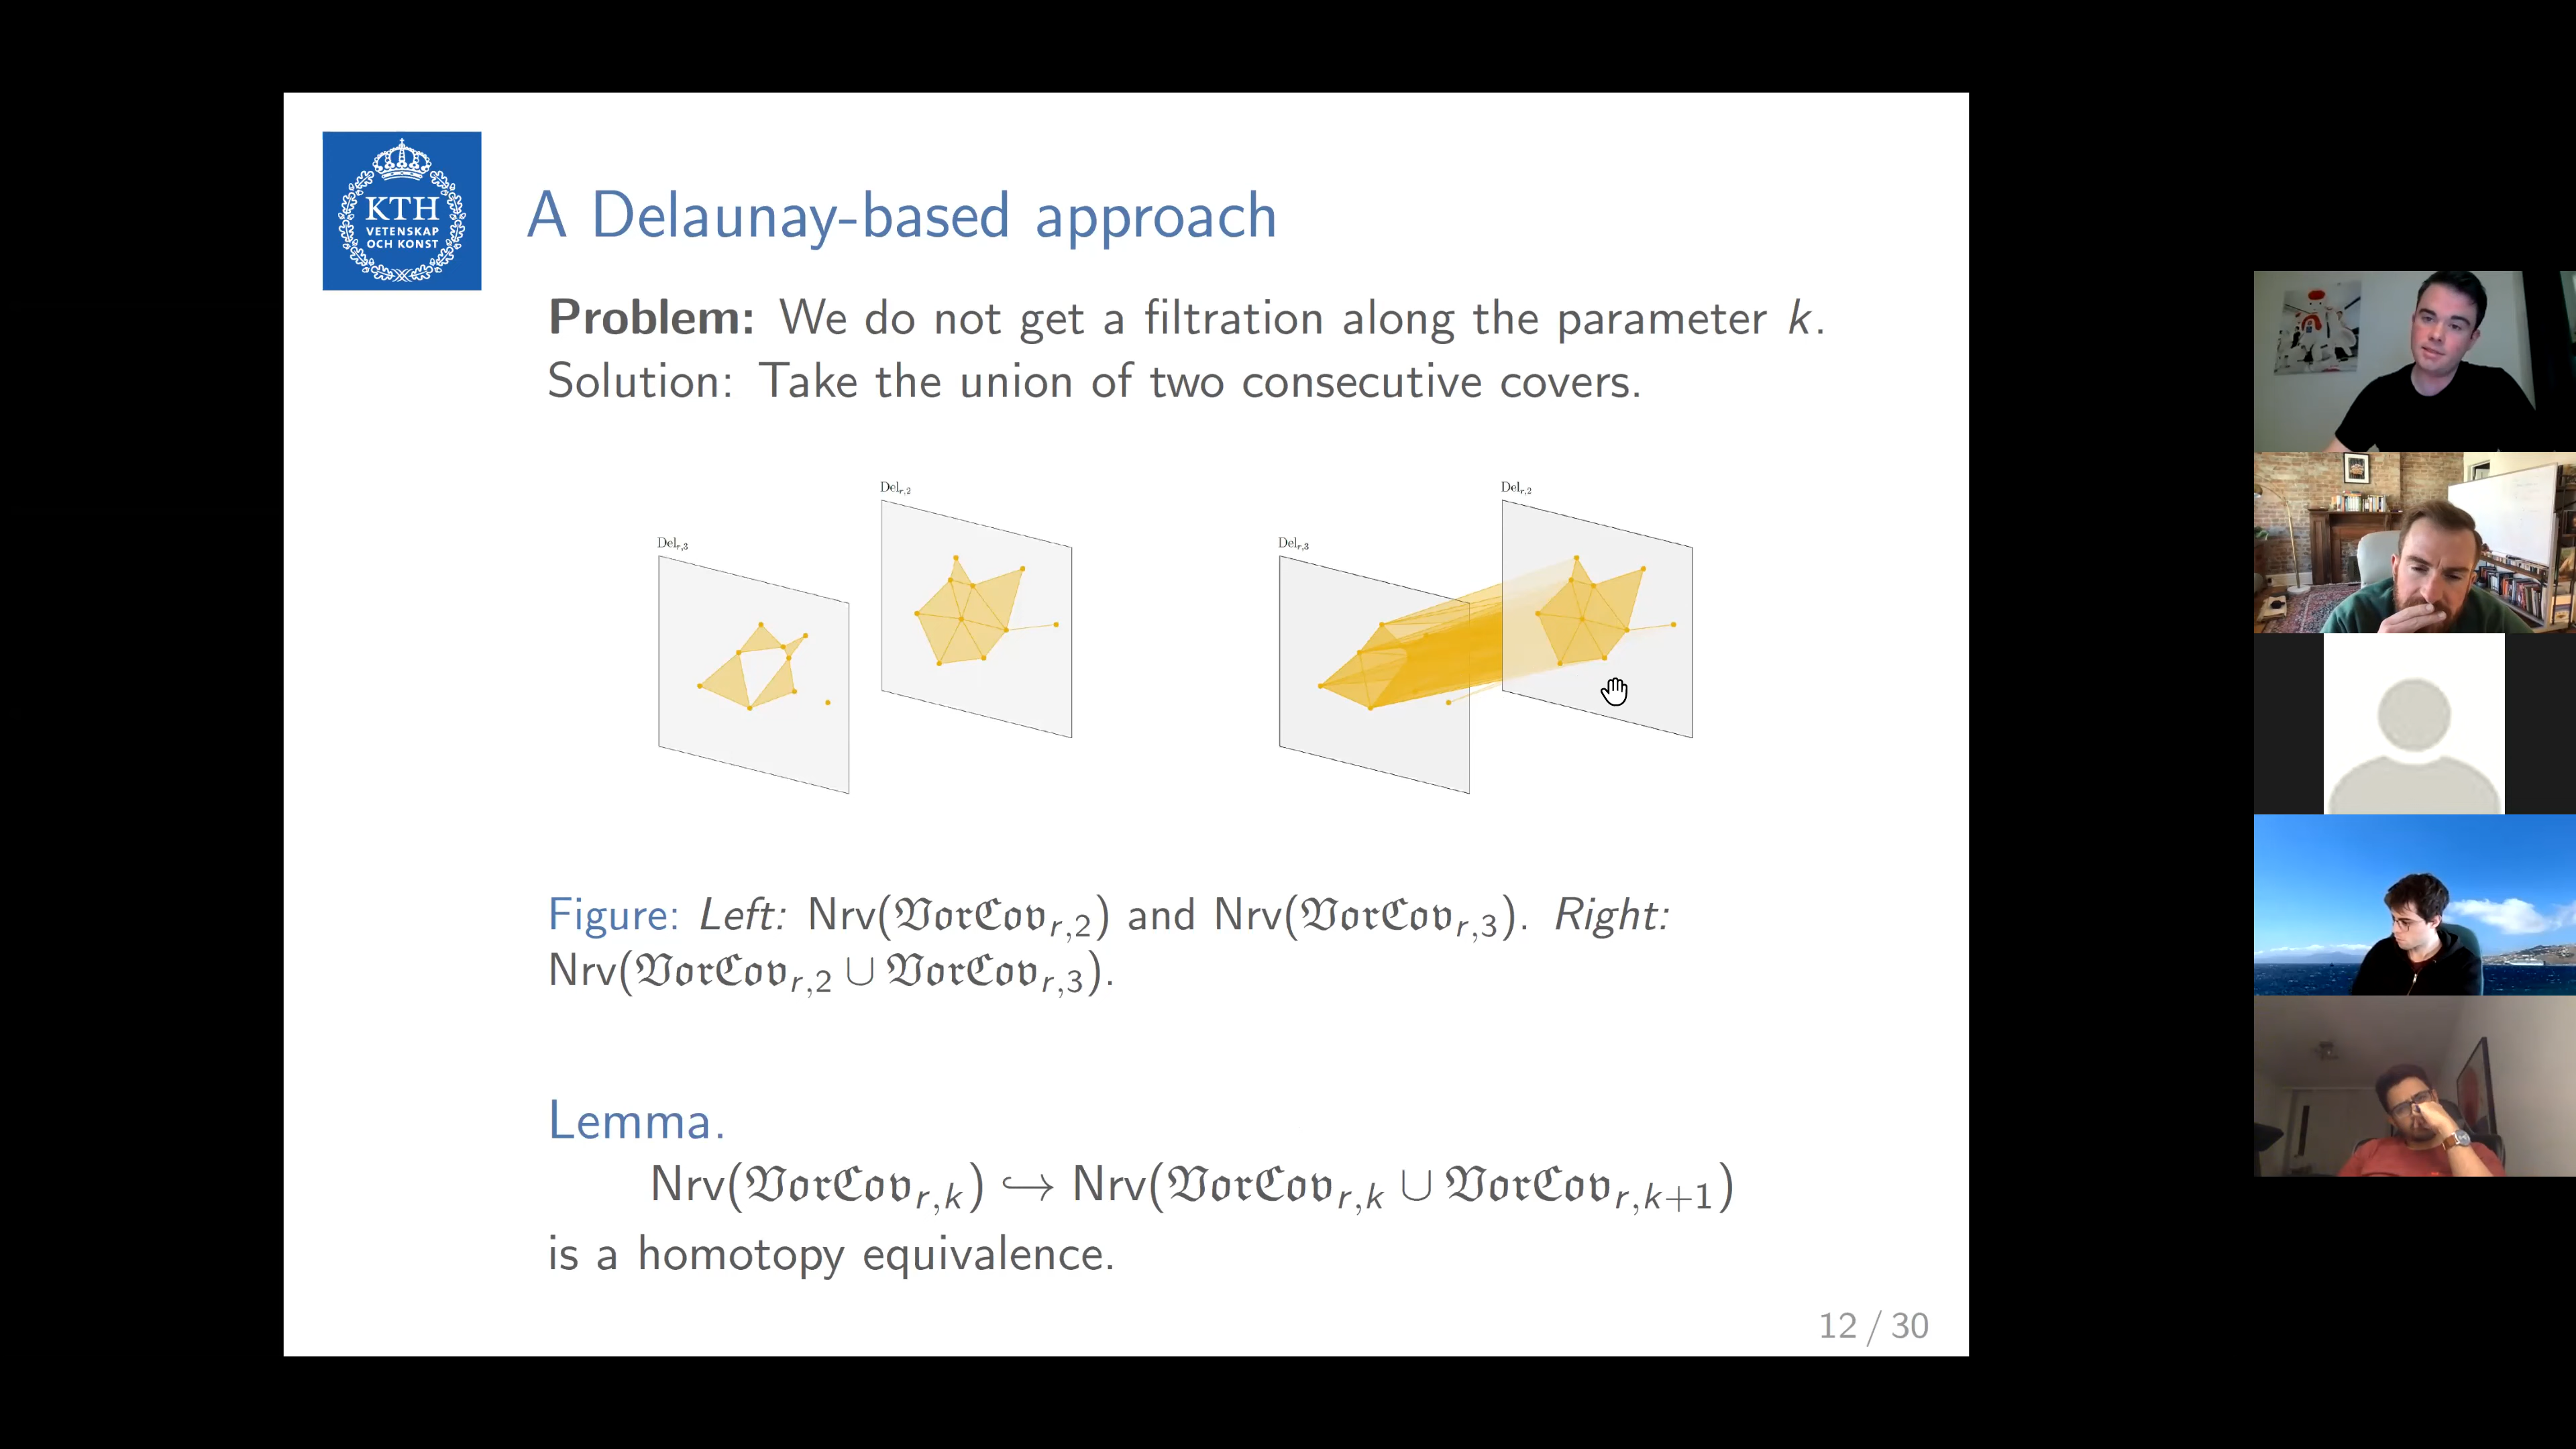 KTH
VETENSKAP
OCH KONST
A Delaunay-based approach
Problem: We do not get a filtration along the parameter k.
Solution: Take the union of two consecutive covers.
Del_{r,2}
Del_{r,3}
Del_{r,2}
Del_{r,3}
Figure: Left: Nrv(𝔙𝔬𝔯ℭ𝔬𝔳_{r,2}) and Nrv(𝔙𝔬𝔯ℭ𝔬𝔳_{r,3}). Right:
Nrv(𝔙𝔬𝔯ℭ𝔬𝔳_{r,2} ∪ 𝔙𝔬𝔯ℭ𝔬𝔳_{r,3}).
Lemma.
Nrv(𝔙𝔬𝔯ℭ𝔬𝔳_{r,k}) ↪ Nrv(𝔙𝔬𝔯ℭ𝔬𝔳_{r,k} ∪ 𝔙𝔬𝔯ℭ𝔬𝔳_{r,k+1})
is a homotopy equivalence.
12 / 30